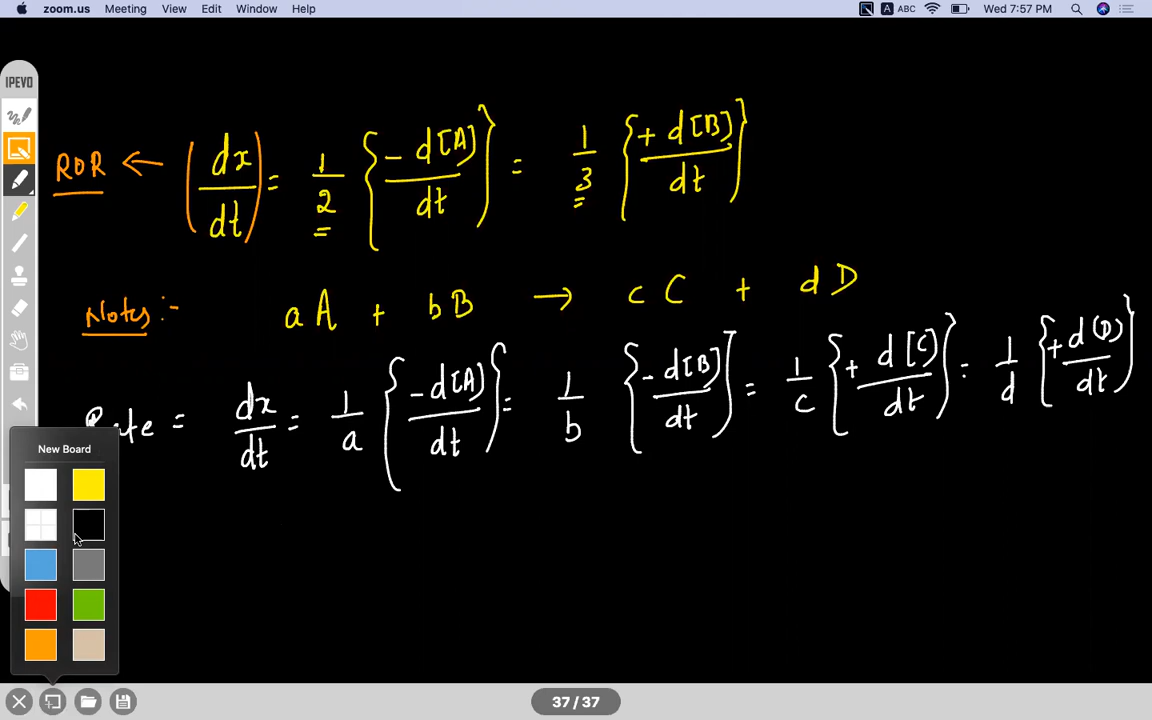 zoom.us Meeting View Edit Window Help A ABC Wed 7:57 PM
IPEVO
ROR ← (dx/dt) = 1/2 {-d[A]/dt} = 1/3 {+d[B]/dt}
Notes:- aA + bB → cC + dD
Rate = dx/dt = 1/a {-d[A]/dt} = 1/b {-d[B]/dt} = 1/c {+d[C]/dt} = 1/d {+d(D)/dt}
New Board
37 / 37